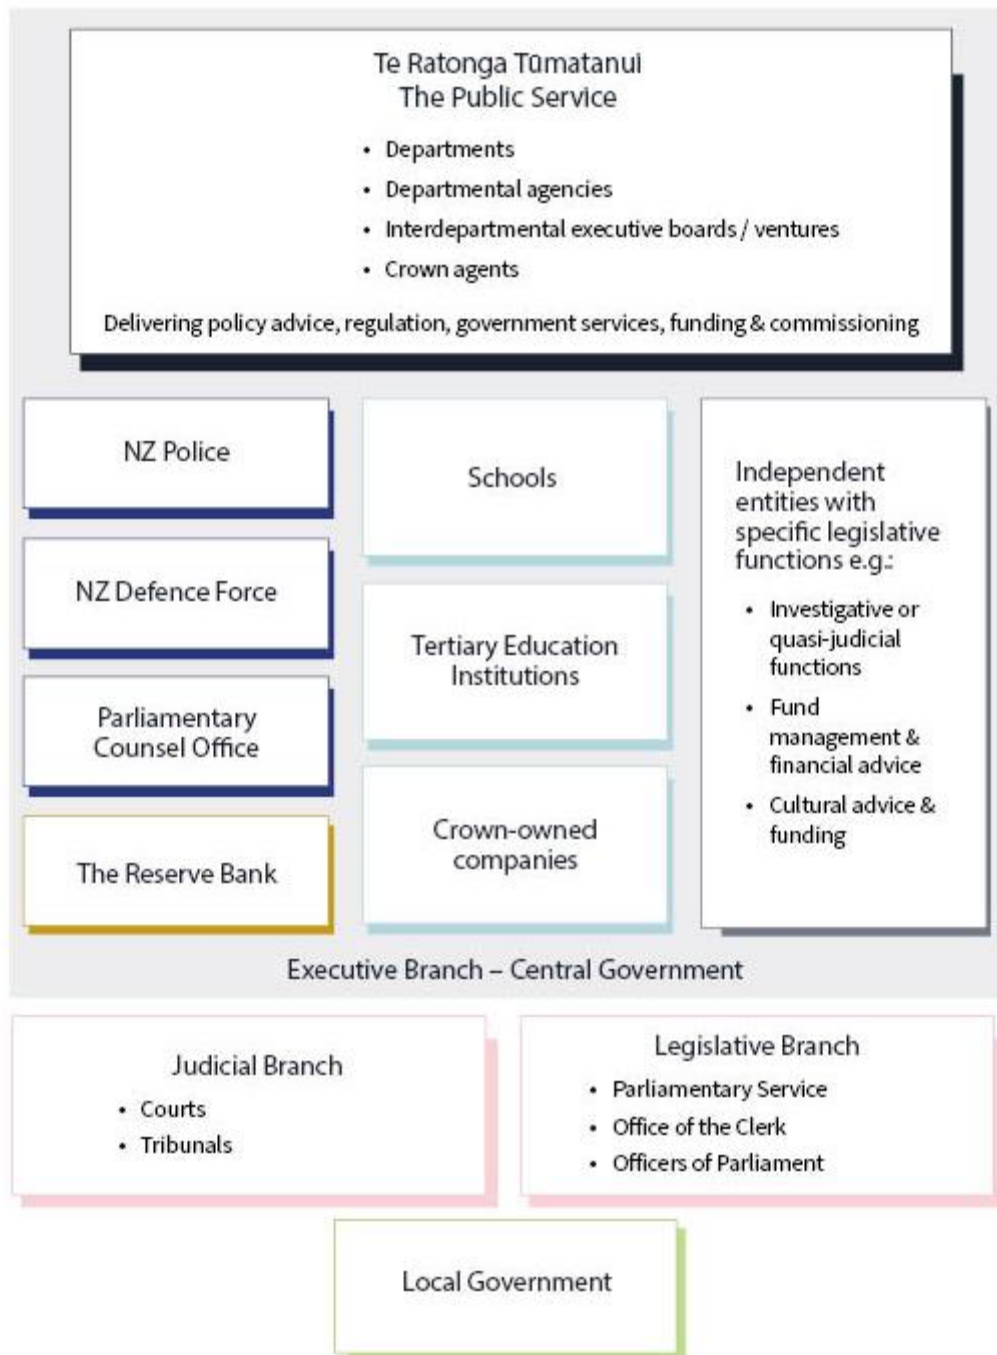 Te Ratonga Tūmatanui
The Public Service
• Departments
• Departmental agencies
• Interdepartmental executive boards / ventures
• Crown agents
Delivering policy advice, regulation, government services, funding & commissioning
NZ Police
NZ Defence Force
Parliamentary
Counsel Office
The Reserve Bank
Schools
Tertiary Education
Institutions
Crown-owned
companies
Independent
entities with
specific legislative
functions e.g.:
• Investigative or
quasi-judicial
functions
• Fund
management &
financial advice
• Cultural advice &
funding
Executive Branch – Central Government
Judicial Branch
• Courts
• Tribunals
Legislative Branch
• Parliamentary Service
• Office of the Clerk
• Officers of Parliament
Local Government